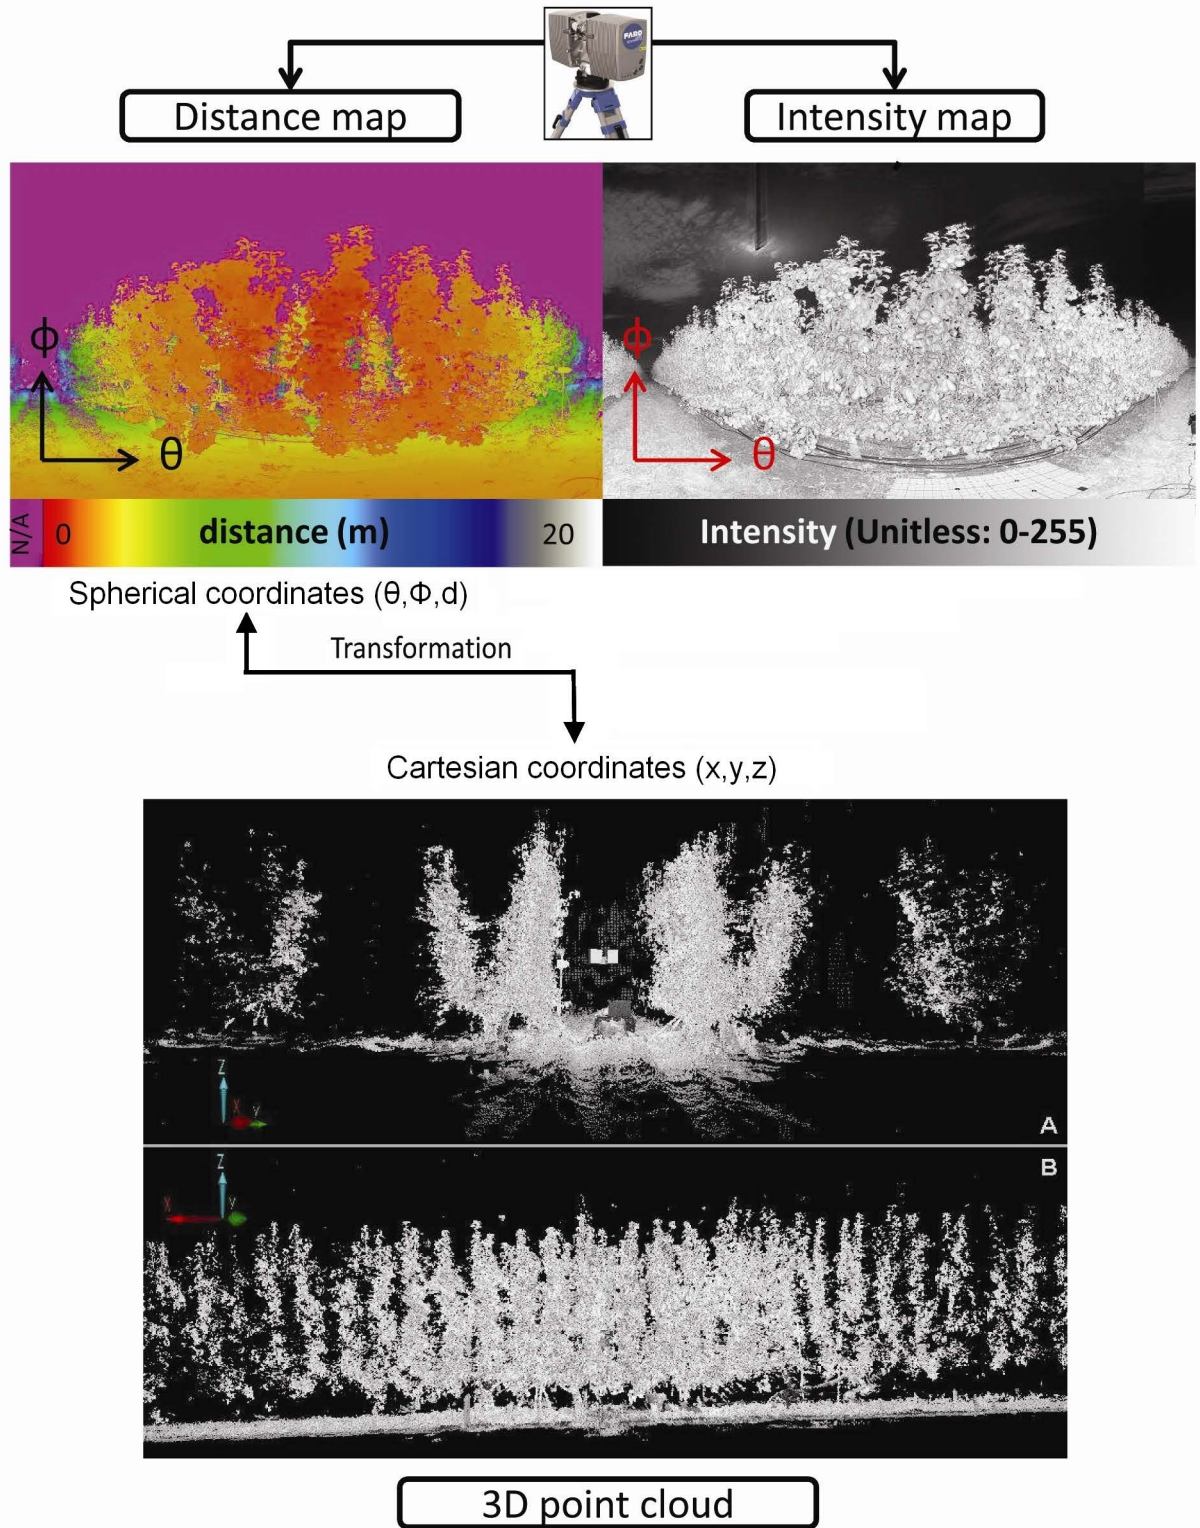 FARO
Distance map
Intensity map
Φ
θ
Φ
θ
N/A
0
distance (m)
20
Intensity (Unitless: 0-255)
Spherical coordinates (θ,Φ,d)
Transformation
Cartesian coordinates (x,y,z)
Z
X
y
A
Z
X
y
B
3D point cloud